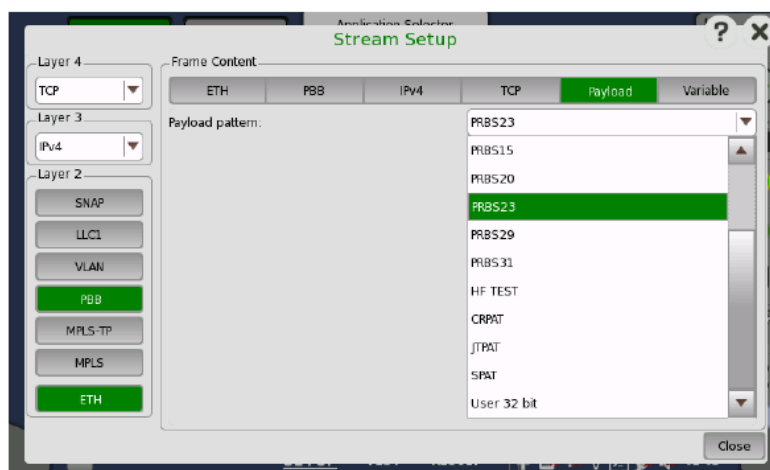 Application Selector
Stream Setup
? X
Layer 4
TCP
Layer 3
IPv4
Layer 2
SNAP
LLC1
VLAN
PBB
MPLS-TP
MPLS
ETH
Frame Content
ETH PBB IPv4 TCP Payload Variable
Payload pattern: PRBS23
PRBS15
PRBS20
PRBS23
PRBS29
PRBS31
HF TEST
CRPAT
JTPAT
SPAT
User 32 bit
Close